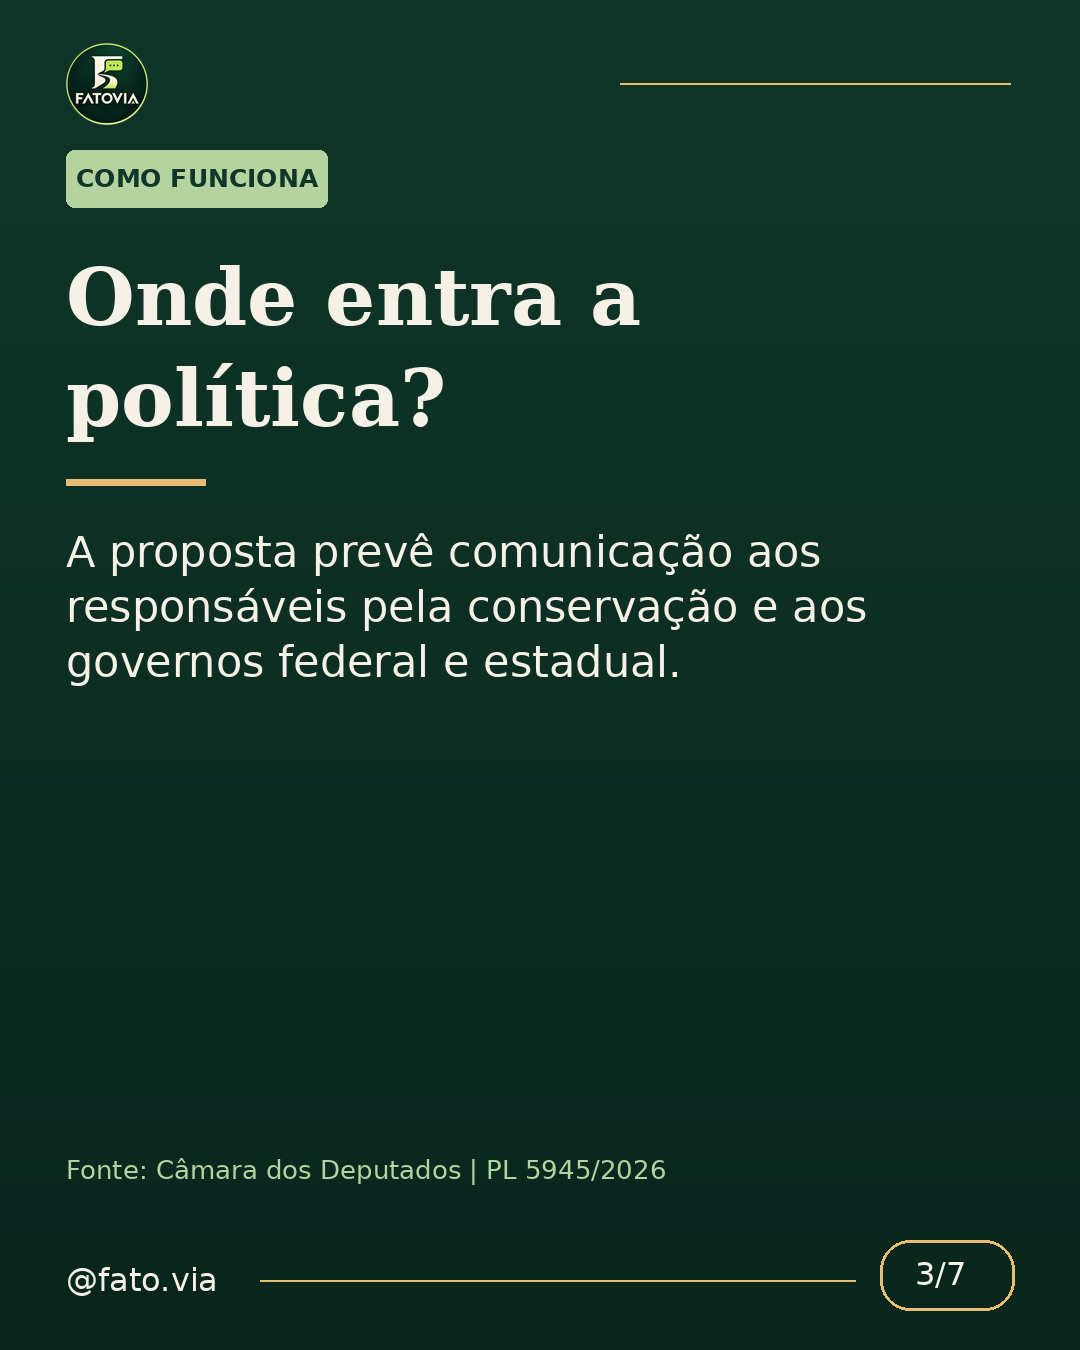 FATOVIA
COMO FUNCIONA
Onde entra a
política?
A proposta prevê comunicação aos
responsáveis pela conservação e aos
governos federal e estadual.
Fonte: Câmara dos Deputados | PL 5945/2026
@fato.via
3/7